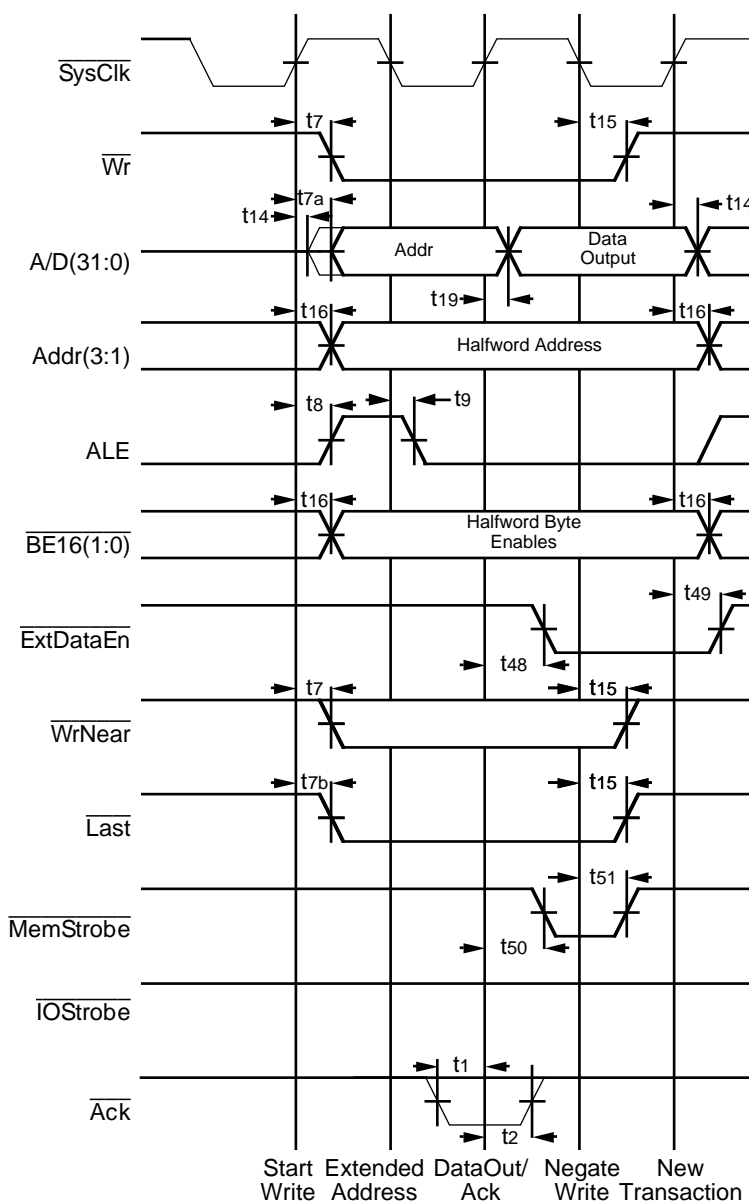 SysClk
t7
t15
Wr
t7a
t14
t14
A/D(31:0)
Addr
Data
Output
t19
t16
t16
Addr(3:1)
Halfword Address
t8
t9
ALE
t16
t16
BE16(1:0)
Halfword Byte
Enables
t49
ExtDataEn
t48
t7
t15
WrNear
t7b
t15
Last
t51
MemStrobe
t50
IOStrobe
t1
Ack
t2
Start Extended DataOut/ Negate New
Write Address Ack Write Transaction